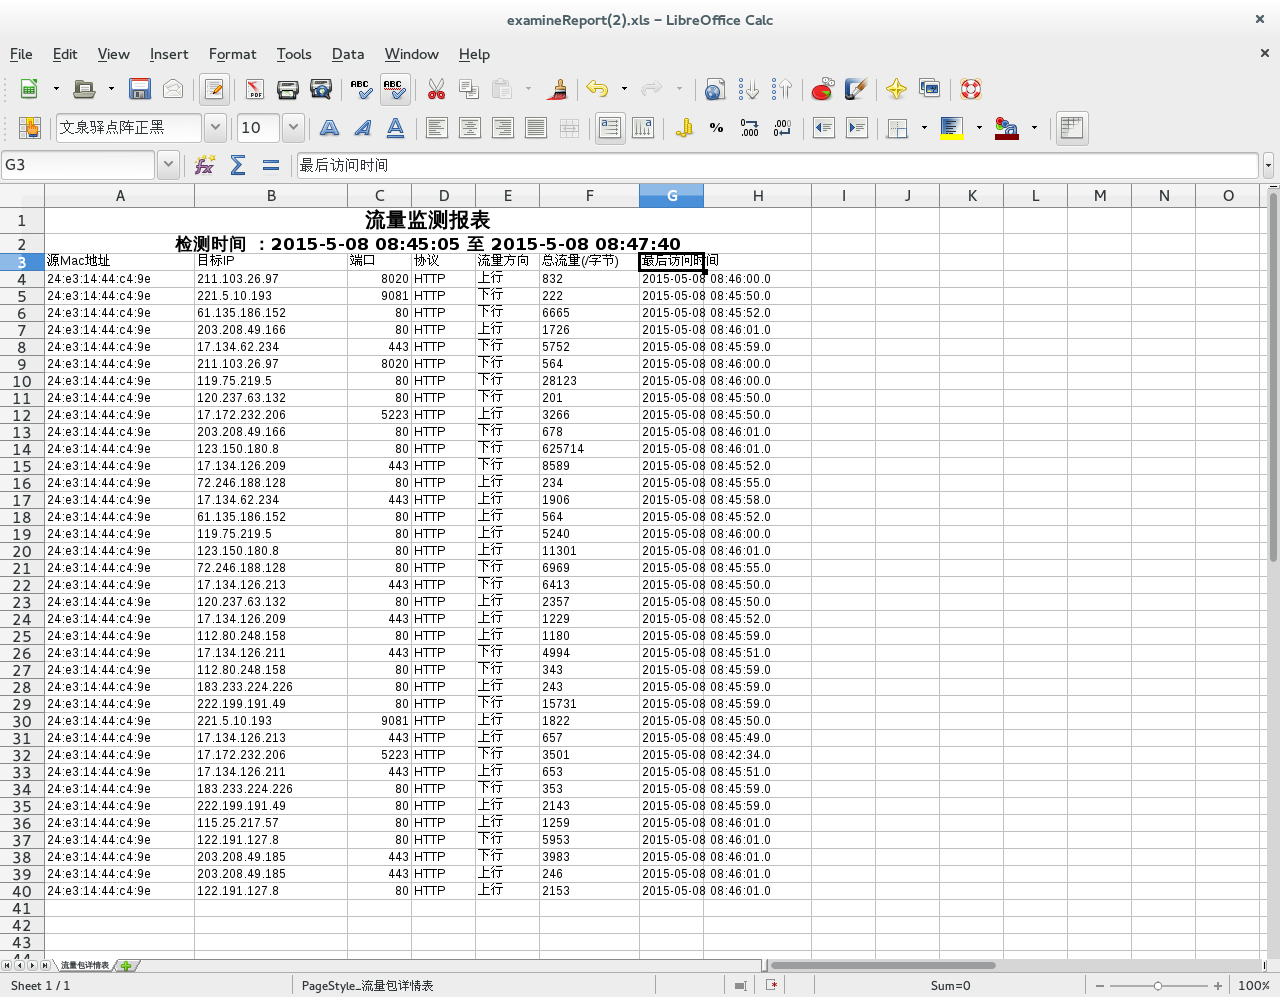 examineReport(2).xls – LibreOffice Calc
File Edit View Insert Format Tools Data Window Help
文泉驿点阵正黑 10
G3 最后访问时间
A B C D E F G H I J K L M N O
1 流量监测报表
2 检测时间 ：2015-5-08 08:45:05 至 2015-5-08 08:47:40
3 源Mac地址 目标IP 端口 协议 流量方向 总流量(/字节) 最后访问时间
4 24:e3:14:44:c4:9e 211.103.26.97 8020 HTTP 上行 832 2015-05-08 08:46:00.0
5 24:e3:14:44:c4:9e 221.5.10.193 9081 HTTP 下行 222 2015-05-08 08:45:50.0
6 24:e3:14:44:c4:9e 61.135.186.152 80 HTTP 下行 6665 2015-05-08 08:45:52.0
7 24:e3:14:44:c4:9e 203.208.49.166 80 HTTP 上行 1726 2015-05-08 08:46:01.0
8 24:e3:14:44:c4:9e 17.134.62.234 443 HTTP 下行 5752 2015-05-08 08:45:59.0
9 24:e3:14:44:c4:9e 211.103.26.97 8020 HTTP 下行 564 2015-05-08 08:46:00.0
10 24:e3:14:44:c4:9e 119.75.219.5 80 HTTP 下行 28123 2015-05-08 08:46:00.0
11 24:e3:14:44:c4:9e 120.237.63.132 80 HTTP 下行 201 2015-05-08 08:45:50.0
12 24:e3:14:44:c4:9e 17.172.232.206 5223 HTTP 上行 3266 2015-05-08 08:45:50.0
13 24:e3:14:44:c4:9e 203.208.49.166 80 HTTP 下行 678 2015-05-08 08:46:01.0
14 24:e3:14:44:c4:9e 123.150.180.8 80 HTTP 下行 625714 2015-05-08 08:46:01.0
15 24:e3:14:44:c4:9e 17.134.126.209 443 HTTP 下行 8589 2015-05-08 08:45:52.0
16 24:e3:14:44:c4:9e 72.246.188.128 80 HTTP 上行 234 2015-05-08 08:45:55.0
17 24:e3:14:44:c4:9e 17.134.62.234 443 HTTP 上行 1906 2015-05-08 08:45:58.0
18 24:e3:14:44:c4:9e 61.135.186.152 80 HTTP 上行 564 2015-05-08 08:45:52.0
19 24:e3:14:44:c4:9e 119.75.219.5 80 HTTP 上行 5240 2015-05-08 08:46:00.0
20 24:e3:14:44:c4:9e 123.150.180.8 80 HTTP 上行 11301 2015-05-08 08:46:01.0
21 24:e3:14:44:c4:9e 72.246.188.128 80 HTTP 下行 6969 2015-05-08 08:45:55.0
22 24:e3:14:44:c4:9e 17.134.126.213 443 HTTP 下行 6413 2015-05-08 08:45:50.0
23 24:e3:14:44:c4:9e 120.237.63.132 80 HTTP 上行 2357 2015-05-08 08:45:50.0
24 24:e3:14:44:c4:9e 17.134.126.209 443 HTTP 上行 1229 2015-05-08 08:45:52.0
25 24:e3:14:44:c4:9e 112.80.248.158 80 HTTP 上行 1180 2015-05-08 08:45:59.0
26 24:e3:14:44:c4:9e 17.134.126.211 443 HTTP 下行 4994 2015-05-08 08:45:51.0
27 24:e3:14:44:c4:9e 112.80.248.158 80 HTTP 下行 343 2015-05-08 08:45:59.0
28 24:e3:14:44:c4:9e 183.233.224.226 80 HTTP 上行 243 2015-05-08 08:45:59.0
29 24:e3:14:44:c4:9e 222.199.191.49 80 HTTP 下行 15731 2015-05-08 08:45:59.0
30 24:e3:14:44:c4:9e 221.5.10.193 9081 HTTP 上行 1822 2015-05-08 08:45:50.0
31 24:e3:14:44:c4:9e 17.134.126.213 443 HTTP 上行 657 2015-05-08 08:45:49.0
32 24:e3:14:44:c4:9e 17.172.232.206 5223 HTTP 下行 3501 2015-05-08 08:42:34.0
33 24:e3:14:44:c4:9e 17.134.126.211 443 HTTP 上行 653 2015-05-08 08:45:51.0
34 24:e3:14:44:c4:9e 183.233.224.226 80 HTTP 下行 353 2015-05-08 08:45:59.0
35 24:e3:14:44:c4:9e 222.199.191.49 80 HTTP 上行 2143 2015-05-08 08:45:59.0
36 24:e3:14:44:c4:9e 115.25.217.57 80 HTTP 上行 1259 2015-05-08 08:46:01.0
37 24:e3:14:44:c4:9e 122.191.127.8 80 HTTP 下行 5953 2015-05-08 08:46:01.0
38 24:e3:14:44:c4:9e 203.208.49.185 443 HTTP 下行 3983 2015-05-08 08:46:01.0
39 24:e3:14:44:c4:9e 203.208.49.185 443 HTTP 上行 246 2015-05-08 08:46:01.0
40 24:e3:14:44:c4:9e 122.191.127.8 80 HTTP 上行 2153 2015-05-08 08:46:01.0
41
42
43
44
流量包详情表
Sheet 1 / 1 PageStyle_流量包详情表 Sum=0 100%